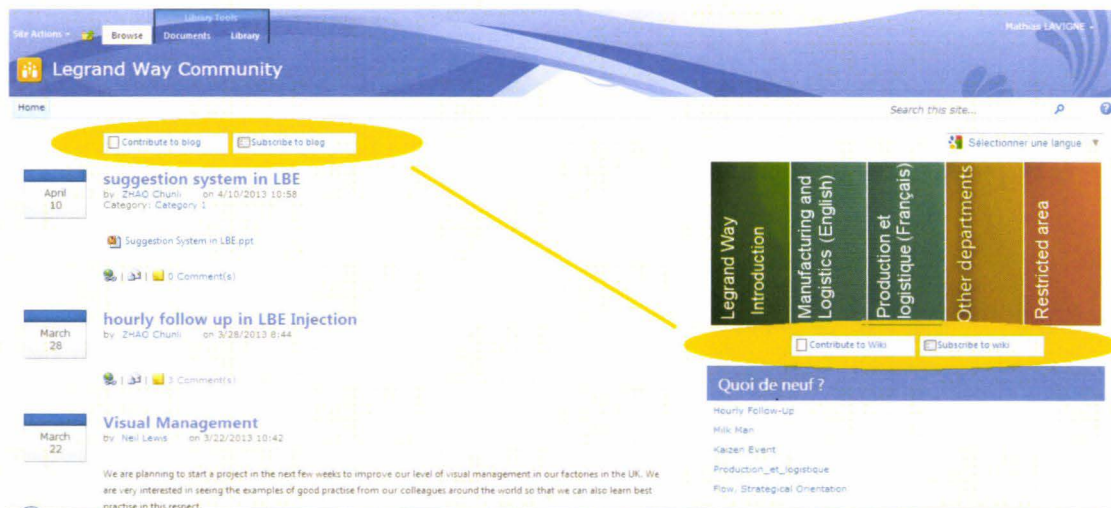 Library Tools
Site Actions Browse Documents Library
Mathias LAVIGNE
Legrand Way Community
Home
Search this site...
Contribute to blog Subscribe to blog
Sélectionner une langue
suggestion system in LBE
April
10
by ZHAO Chunli on 4/10/2013 10:58
Category: Category 1
Suggestion System in LBE.ppt
0 Comment(s)
hourly follow up in LBE Injection
March
28
by ZHAO Chunli on 3/28/2013 8:44
3 Comment(s)
Visual Management
March
22
by Neil Lewis on 3/22/2013 10:42
We are planning to start a project in the next few weeks to improve our level of visual management in our factories in the UK. We
are very interested in seeing the examples of good practise from our colleagues around the world so that we can also learn best
practise in this respect
Legrand Way
Introduction
Manufacturing and
Logistics (English)
Production et
logistique (Français)
Other departments
Restricted area
Contribute to Wiki Subscribe to wiki
Quoi de neuf ?
Hourly Follow-Up
Milk Man
Kaizen Event
Production_et_logistique
Flow, Strategical Orientation